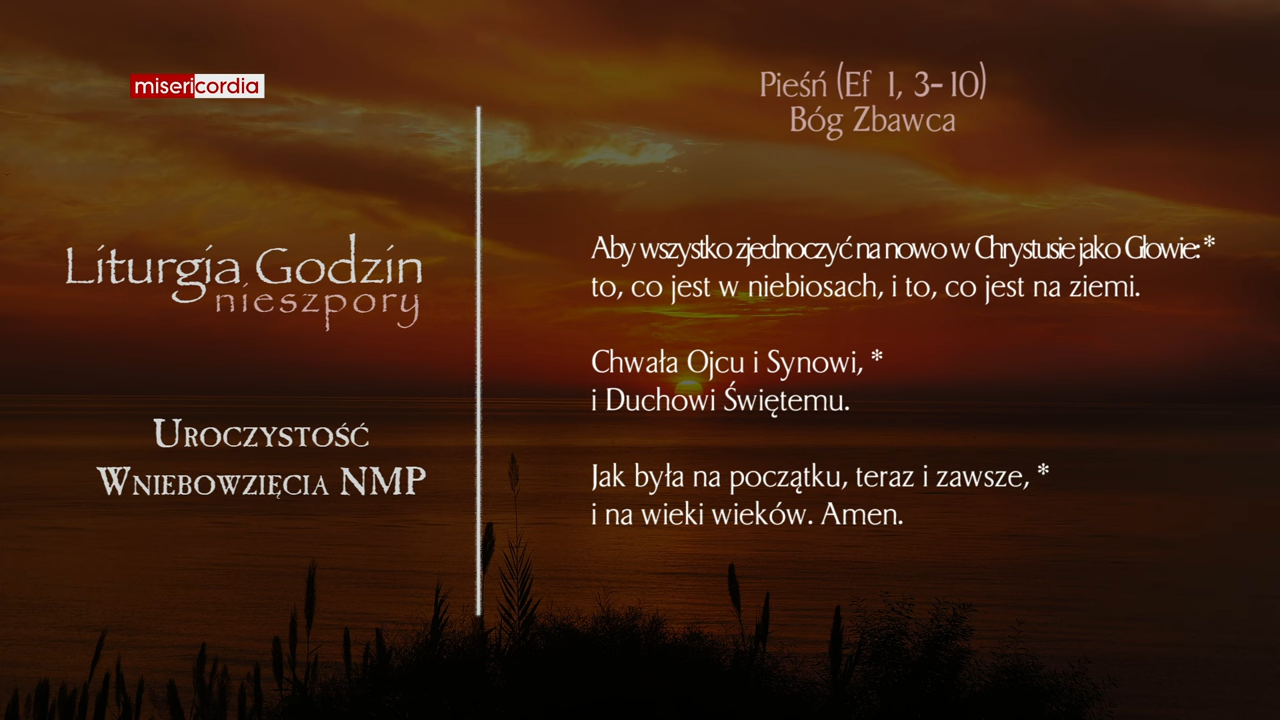 misericordia
Liturgia Godzin
nieszpory
Uroczystość
Wniebowzięcia NMP
Pieśń (Ef 1, 3-10)
Bóg Zbawca
Aby wszystko zjednoczyć na nowo w Chrystusie jako Głowie: *
to, co jest w niebiosach, i to, co jest na ziemi.
Chwała Ojcu i Synowi, *
i Duchowi Świętemu.
Jak była na początku, teraz i zawsze, *
i na wieki wieków. Amen.